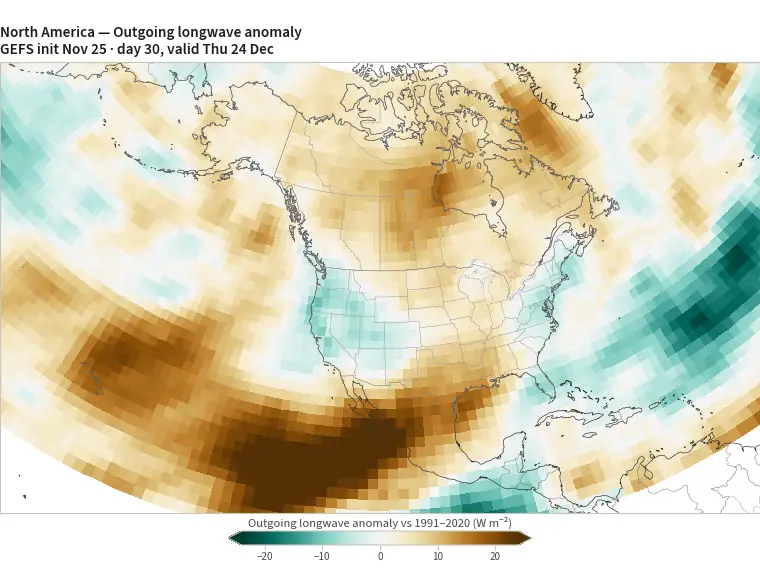 North America — Outgoing longwave anomaly
GEFS init Nov 25 · day 30, valid Thu 24 Dec
Outgoing longwave anomaly vs 1991–2020 (W m⁻²)
−20 −10 0 10 20